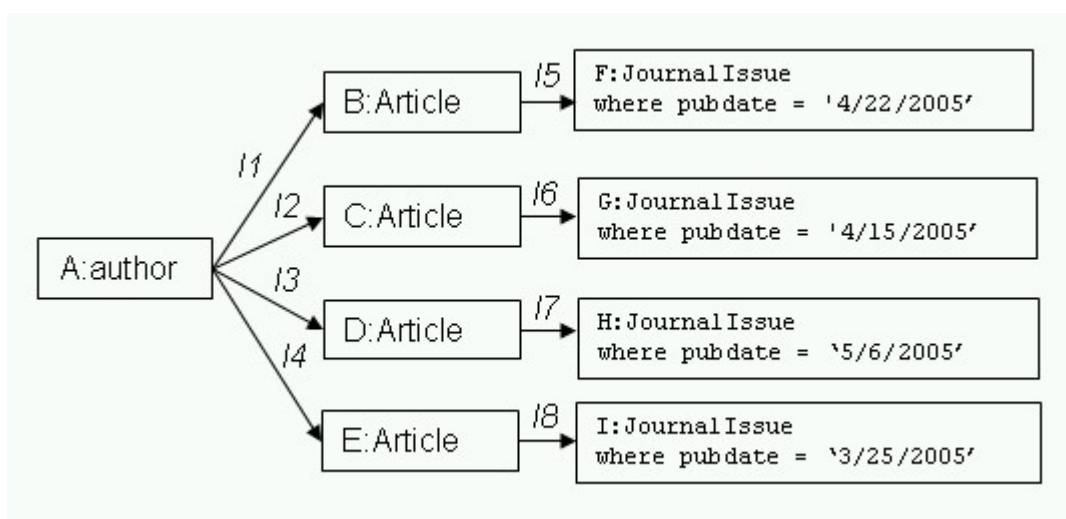 A:author
l1
l2
l3
l4
B:Article
l5
F:JournalIssue
where pubdate = '4/22/2005’
C:Article
l6
G:JournalIssue
where pubdate = '4/15/2005’
D:Article
l7
H:JournalIssue
where pubdate = ‘5/6/2005’
E:Article
l8
I:JournalIssue
where pubdate = ‘3/25/2005’